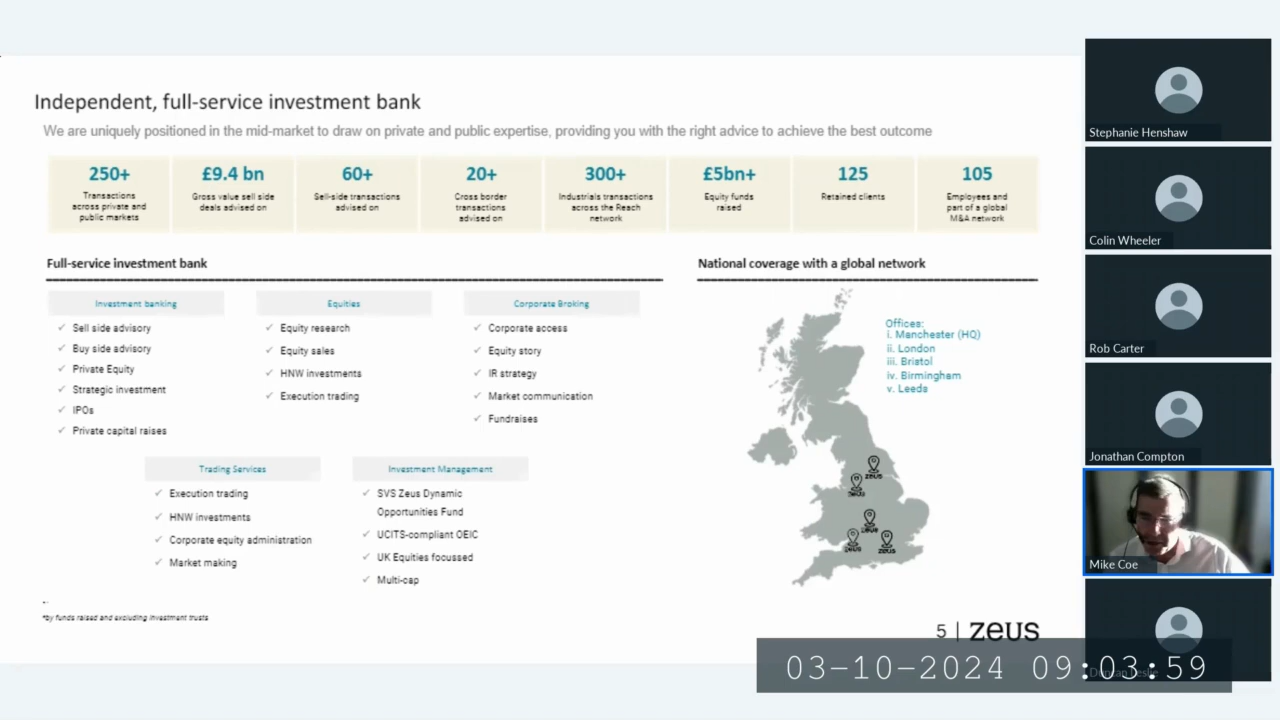 Independent, full-service investment bank
We are uniquely positioned in the mid-market to draw on private and public expertise, providing you with the right advice to achieve the best outcome
250+
Transactions
across private and
public markets
£9.4 bn
Gross value sell side
deals advised on
60+
Sell-side transactions
advised on
20+
Cross border
transactions
advised on
300+
Industrials transactions
across the Reach
network
£5bn+
Equity funds
raised
125
Retained clients
105
Employees and
part of a global
M&A network
Full-service investment bank
Investment banking
✓ Sell side advisory
✓ Buy side advisory
✓ Private Equity
✓ Strategic investment
✓ IPOs
✓ Private capital raises
Equities
✓ Equity research
✓ Equity sales
✓ HNW investments
✓ Execution trading
Corporate Broking
✓ Corporate access
✓ Equity story
✓ IR strategy
✓ Market communication
✓ Fundraises
Trading Services
✓ Execution trading
✓ HNW investments
✓ Corporate equity administration
✓ Market making
Investment Management
✓ SVS Zeus Dynamic
Opportunities Fund
✓ UCITS-compliant OEIC
✓ UK Equities focussed
✓ Multi-cap
National coverage with a global network
Offices:
i. Manchester (HQ)
ii. London
iii. Bristol
iv. Birmingham
v. Leeds
zeus
zeus
zeus
zeus
zeus
*by funds raised and excluding investment trusts
5 | zeus
Stephanie Henshaw
Colin Wheeler
Rob Carter
Jonathan Compton
Mike Coe
03-10-2024 09:03:59